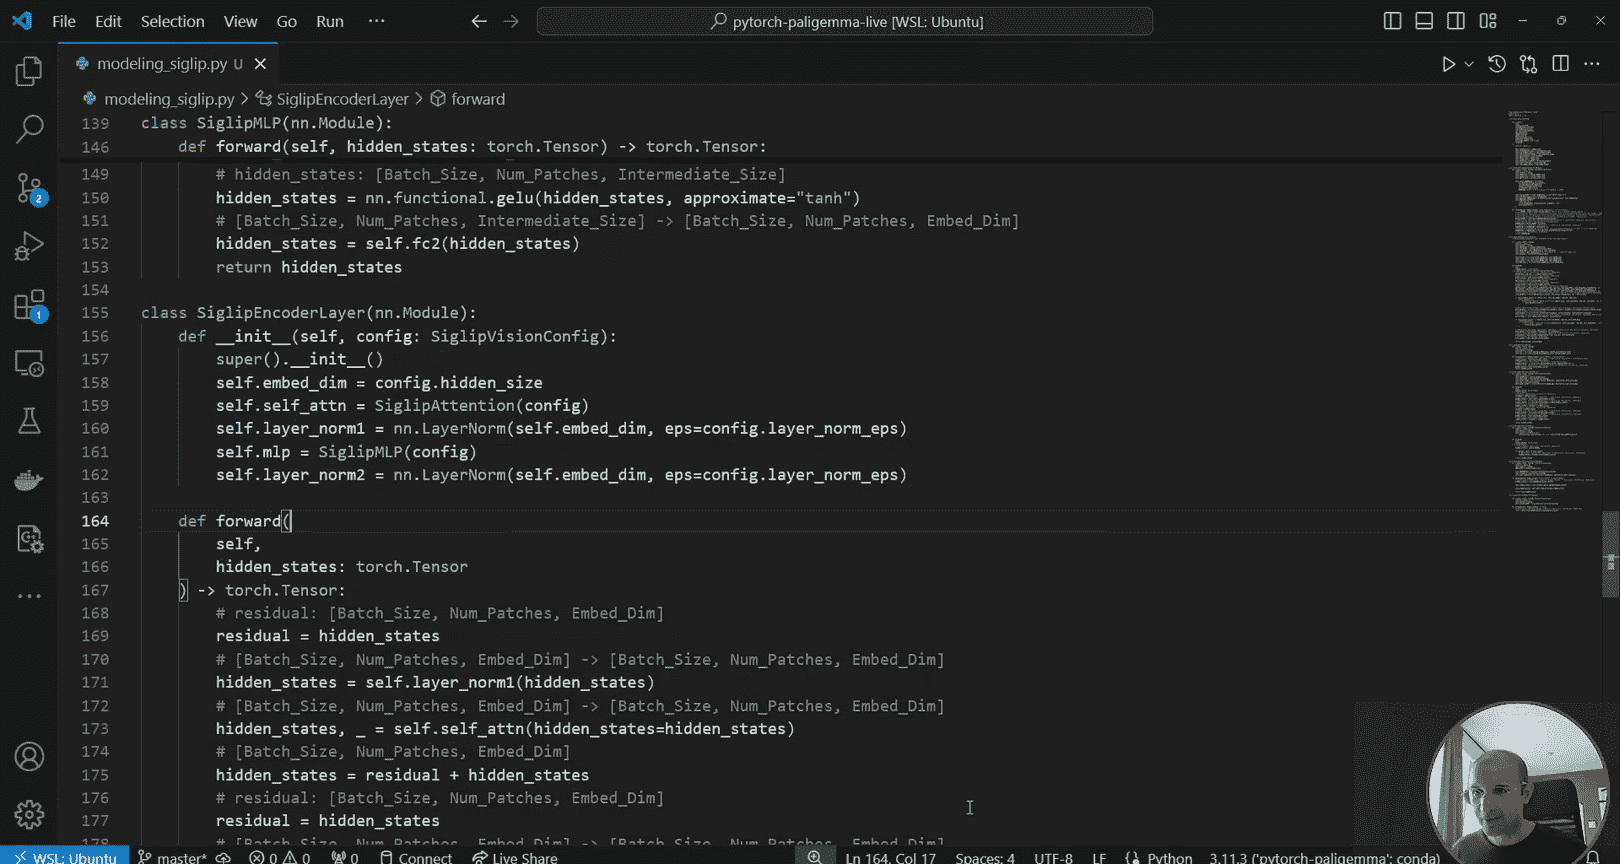 File Edit Selection View Go Run ··· pytorch-paligemma-live [WSL: Ubuntu]
modeling_siglip.py U
modeling_siglip.py > SiglipEncoderLayer > forward
139 class SiglipMLP(nn.Module):
146 def forward(self, hidden_states: torch.Tensor) -> torch.Tensor:
149 # hidden_states: [Batch_Size, Num_Patches, Intermediate_Size]
150 hidden_states = nn.functional.gelu(hidden_states, approximate="tanh")
151 # [Batch_Size, Num_Patches, Intermediate_Size] -> [Batch_Size, Num_Patches, Embed_Dim]
152 hidden_states = self.fc2(hidden_states)
153 return hidden_states
154
155 class SiglipEncoderLayer(nn.Module):
156 def __init__(self, config: SiglipVisionConfig):
157 super().__init__()
158 self.embed_dim = config.hidden_size
159 self.self_attn = SiglipAttention(config)
160 self.layer_norm1 = nn.LayerNorm(self.embed_dim, eps=config.layer_norm_eps)
161 self.mlp = SiglipMLP(config)
162 self.layer_norm2 = nn.LayerNorm(self.embed_dim, eps=config.layer_norm_eps)
163
164 def forward(
165 self,
166 hidden_states: torch.Tensor
167 ) -> torch.Tensor:
168 # residual: [Batch_Size, Num_Patches, Embed_Dim]
169 residual = hidden_states
170 # [Batch_Size, Num_Patches, Embed_Dim] -> [Batch_Size, Num_Patches, Embed_Dim]
171 hidden_states = self.layer_norm1(hidden_states)
172 # [Batch_Size, Num_Patches, Embed_Dim] -> [Batch_Size, Num_Patches, Embed_Dim]
173 hidden_states, _ = self.self_attn(hidden_states=hidden_states)
174 # [Batch_Size, Num_Patches, Embed_Dim]
175 hidden_states = residual + hidden_states
176 # residual: [Batch_Size, Num_Patches, Embed_Dim]
177 residual = hidden_states
178 # [Batch_Size, Num_Patches, Embed_Dim] -> [Batch_Size, Num_Patches, Embed_Dim]
2
1
WSL: Ubuntu master* 0 0 0 Connect Live Share Ln 164, Col 17 Spaces: 4 UTF-8 LF Python 3.11.3 ('pytorch-paligemma': conda)